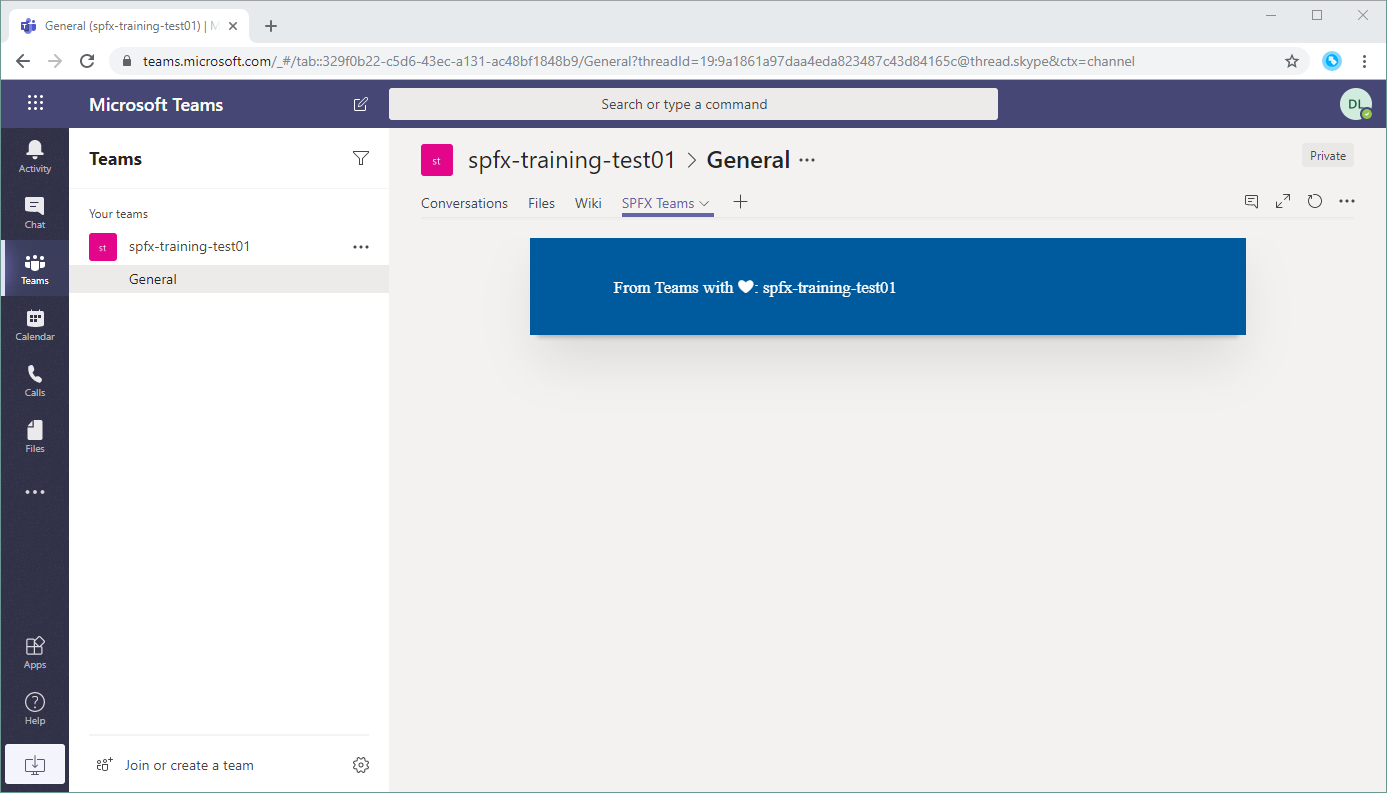 General (spfx-training-test01) | M
teams.microsoft.com/_#/tab::329f0b22-c5d6-43ec-a131-ac48bf1848b9/General?threadId=19:9a1861a97daa4eda823487c43d84165c@thread.skype&ctx=channel
Microsoft Teams
Search or type a command
DL
Activity
Chat
Teams
Calendar
Calls
Files
Apps
Help
Teams
Your teams
st spfx-training-test01
General
Join or create a team
st spfx-training-test01 > General
Private
Conversations Files Wiki SPFX Teams
From Teams with ♥: spfx-training-test01